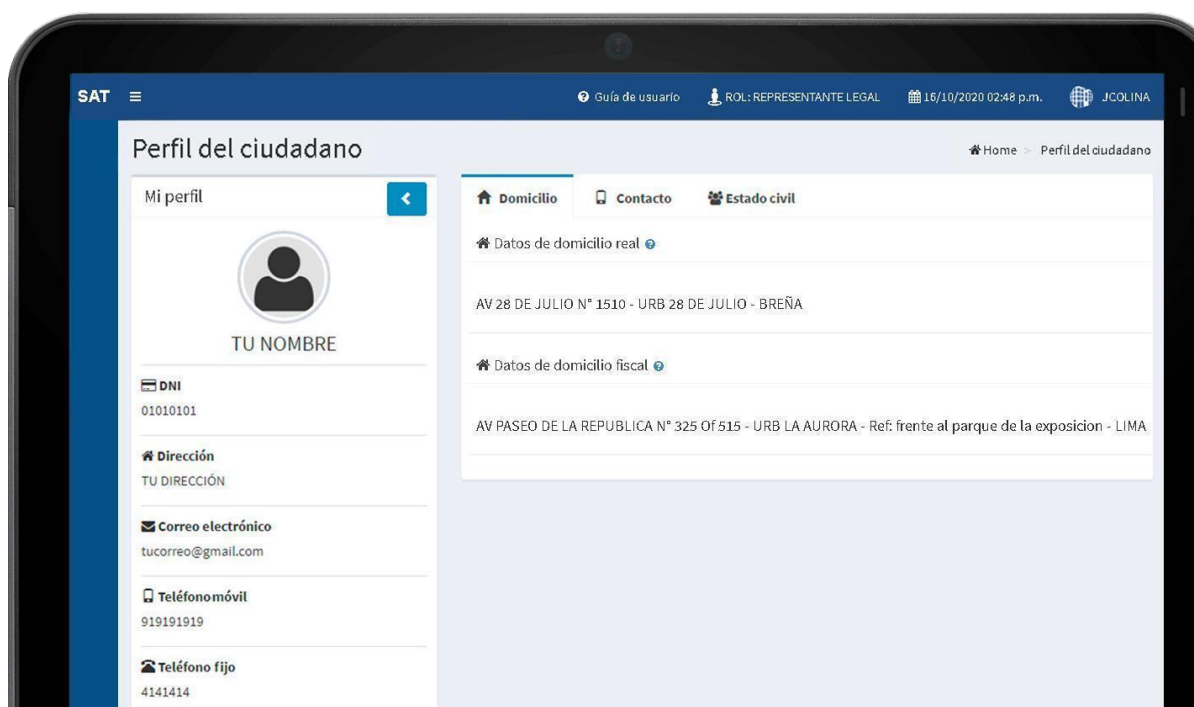 SAT
Guía de usuario
ROL: REPRESENTANTE LEGAL
16/10/2020 02:48 p.m.
JCOLINA
Perfil del ciudadano
Home > Perfil del ciudadano
Mi perfil
TU NOMBRE
DNI
01010101
Dirección
TU DIRECCIÓN
Correo electrónico
tucorreo@gmail.com
Teléfono móvil
919191919
Teléfono fijo
4141414
Domicilio
Contacto
Estado civil
Datos de domicilio real
AV 28 DE JULIO N° 1510 - URB 28 DE JULIO - BREÑA
Datos de domicilio fiscal
AV PASEO DE LA REPUBLICA N° 325 Of 515 - URB LA AURORA - Ref: frente al parque de la exposicion - LIMA